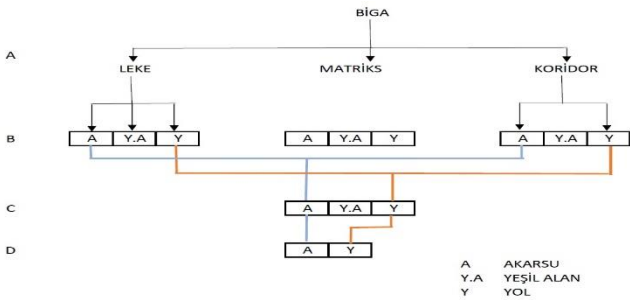 BİGA
A
LEKE MATRİKS KORİDOR
B A Y.A Y A Y.A Y A Y.A Y
C A Y.A Y
D A Y
A AKARSU
Y.A YEŞİL ALAN
Y YOL